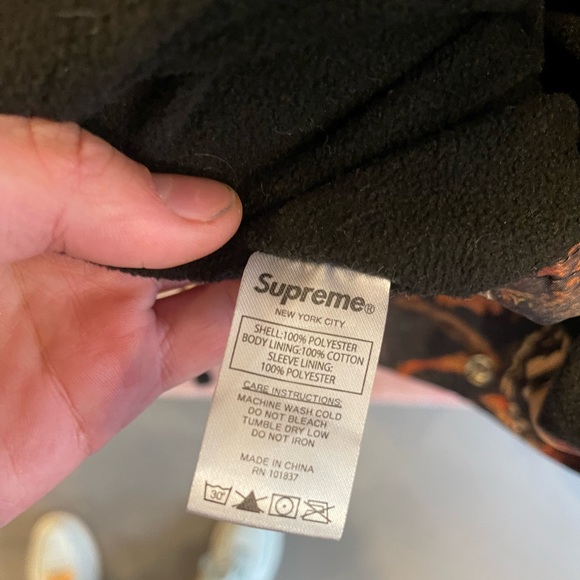 Supreme®
NEW YORK CITY
SHELL:100% POLYESTER
BODY LINING:100% COTTON
SLEEVE LINING:
100% POLYESTER
CARE INSTRUCTIONS:
MACHINE WASH COLD
DO NOT BLEACH
TUMBLE DRY LOW
DO NOT IRON
MADE IN CHINA
RN 101837
30°